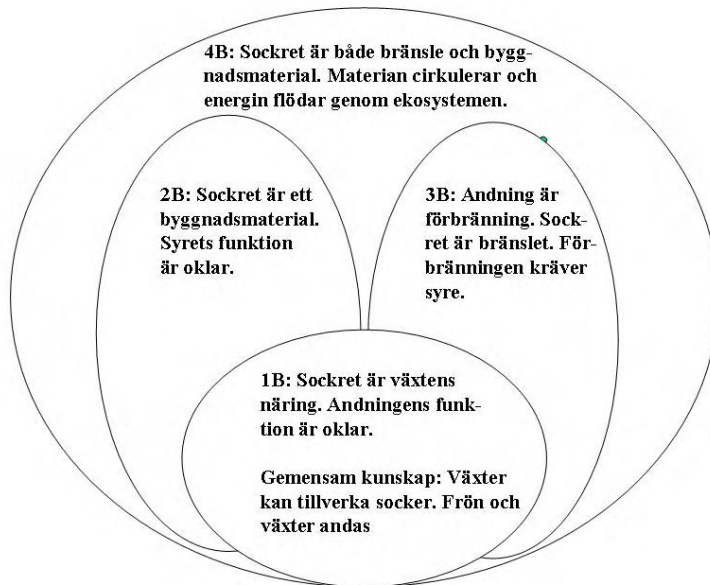 4B: Sockret är både bränsle och bygg-
nadsmaterial. Materian cirkulerar och
energin flödar genom ekosystemen.
2B: Sockret är ett
byggnadsmaterial.
Syrets funktion
är oklar.
3B: Andning är
förbränning. Sock-
ret är bränslet. För-
bränningen kräver
syre.
1B: Sockret är växtens
näring. Andningens funk-
tion är oklar.
Gemensam kunskap: Växter
kan tillverka socker. Frön och
växter andas